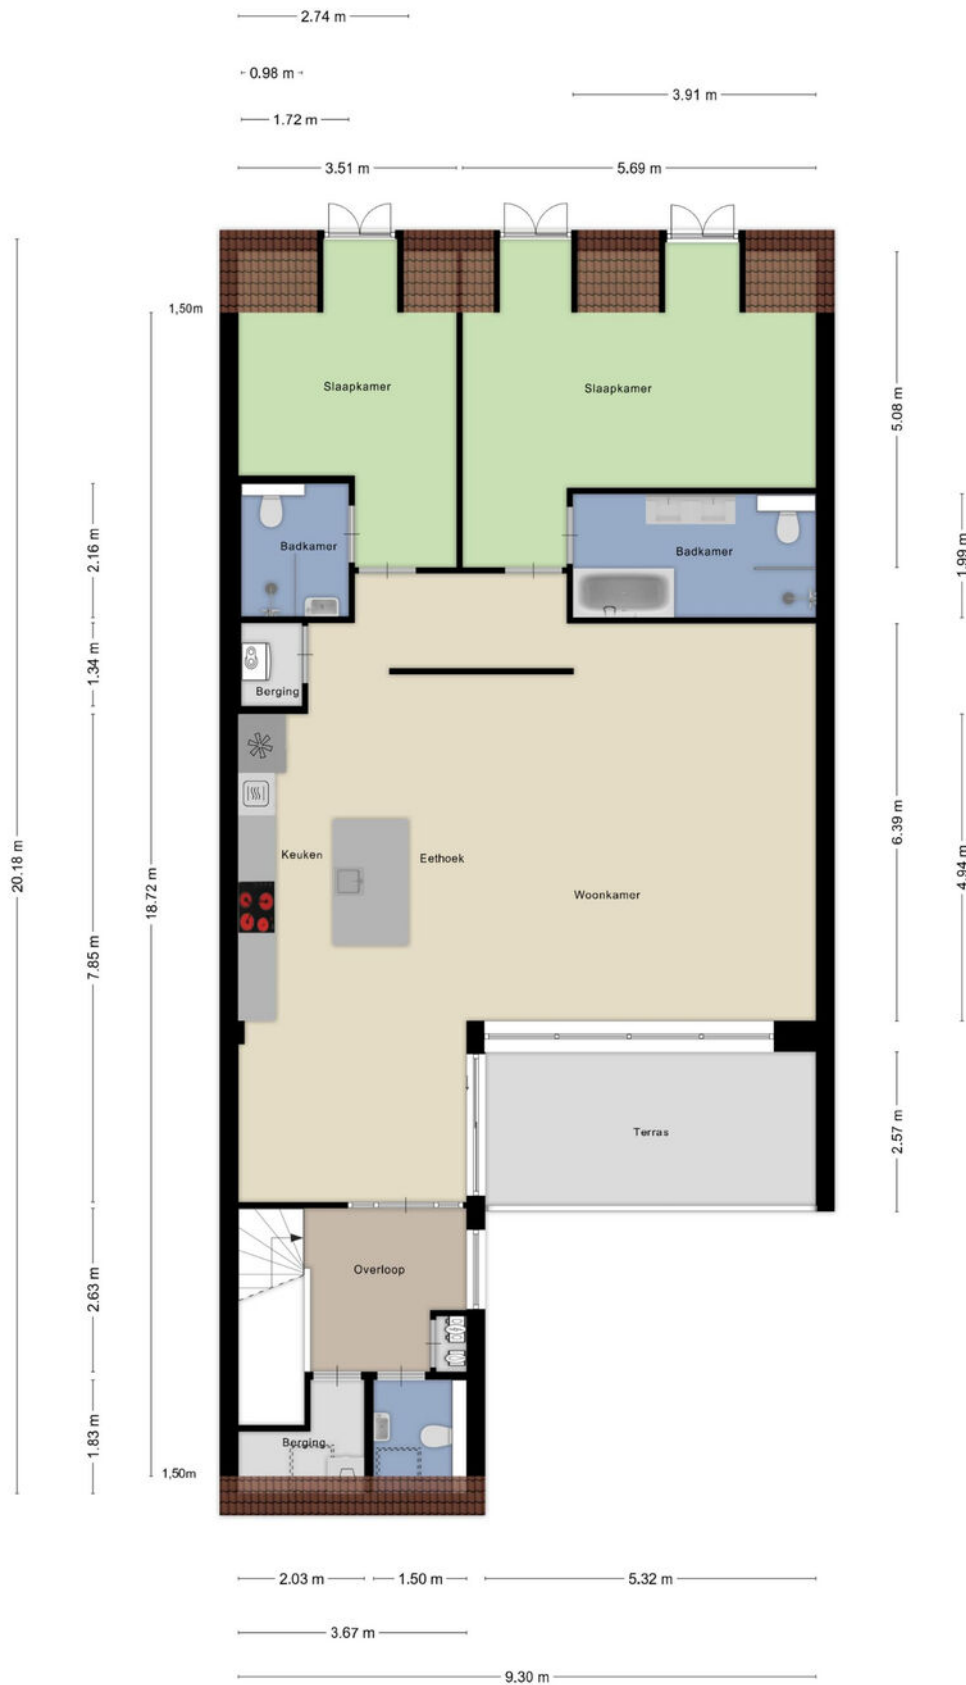 2.74 m
0.98 m
3.91 m
1.72 m
3.51 m
5.69 m
1,50m
Slaapkamer
Slaapkamer
5.08 m
2.16 m
Badkamer
Badkamer
1.99 m
1.34 m
Berging
6.39 m
4.94 m
20.18 m
18.72 m
7.85 m
Keuken
Eethoek
Woonkamer
Terras
2.57 m
2.63 m
Overloop
1.83 m
Berging
1,50m
2.03 m
1.50 m
5.32 m
3.67 m
9.30 m